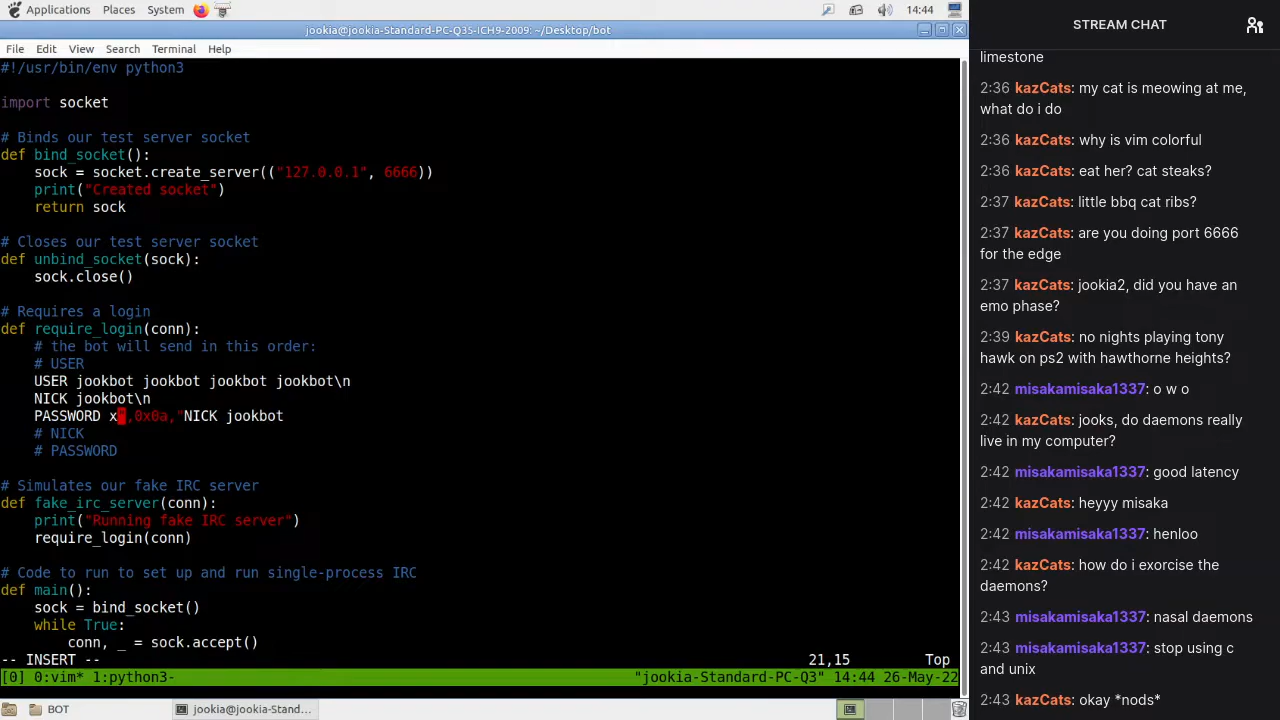 Applications Places System 14:44
jookia@jookia-Standard-PC-Q35-ICH9-2009: ~/Desktop/bot
File Edit View Search Terminal Help
#!/usr/bin/env python3
import socket
# Binds our test server socket
def bind_socket():
sock = socket.create_server(("127.0.0.1", 6666))
print("Created socket")
return sock
# Closes our test server socket
def unbind_socket(sock):
sock.close()
# Requires a login
def require_login(conn):
# the bot will send in this order:
# USER
USER jookbot jookbot jookbot jookbot\n
NICK jookbot\n
PASSWORD x",0x0a,"NICK jookbot
# NICK
# PASSWORD
# Simulates our fake IRC server
def fake_irc_server(conn):
print("Running fake IRC server")
require_login(conn)
# Code to run to set up and run single-process IRC
def main():
sock = bind_socket()
while True:
conn, _ = sock.accept()
-- INSERT -- 21,15 Top
[0] 0:vim* 1:python3- "jookia-Standard-PC-Q3" 14:44 26-May-22
BOT jookia@jookia-Stand...
STREAM CHAT
limestone
2:36 kazCats: my cat is meowing at me,
what do i do
2:36 kazCats: why is vim colorful
2:36 kazCats: eat her? cat steaks?
2:37 kazCats: little bbq cat ribs?
2:37 kazCats: are you doing port 6666
for the edge
2:37 kazCats: jookia2, did you have an
emo phase?
2:39 kazCats: no nights playing tony
hawk on ps2 with hawthorne heights?
2:42 misakamisaka1337: o w o
2:42 kazCats: jooks, do daemons really
live in my computer?
2:42 misakamisaka1337: good latency
2:42 kazCats: heyyy misaka
2:42 misakamisaka1337: henloo
2:42 kazCats: how do i exorcise the
daemons?
2:43 misakamisaka1337: nasal daemons
2:43 misakamisaka1337: stop using c
and unix
2:43 kazCats: okay *nods*